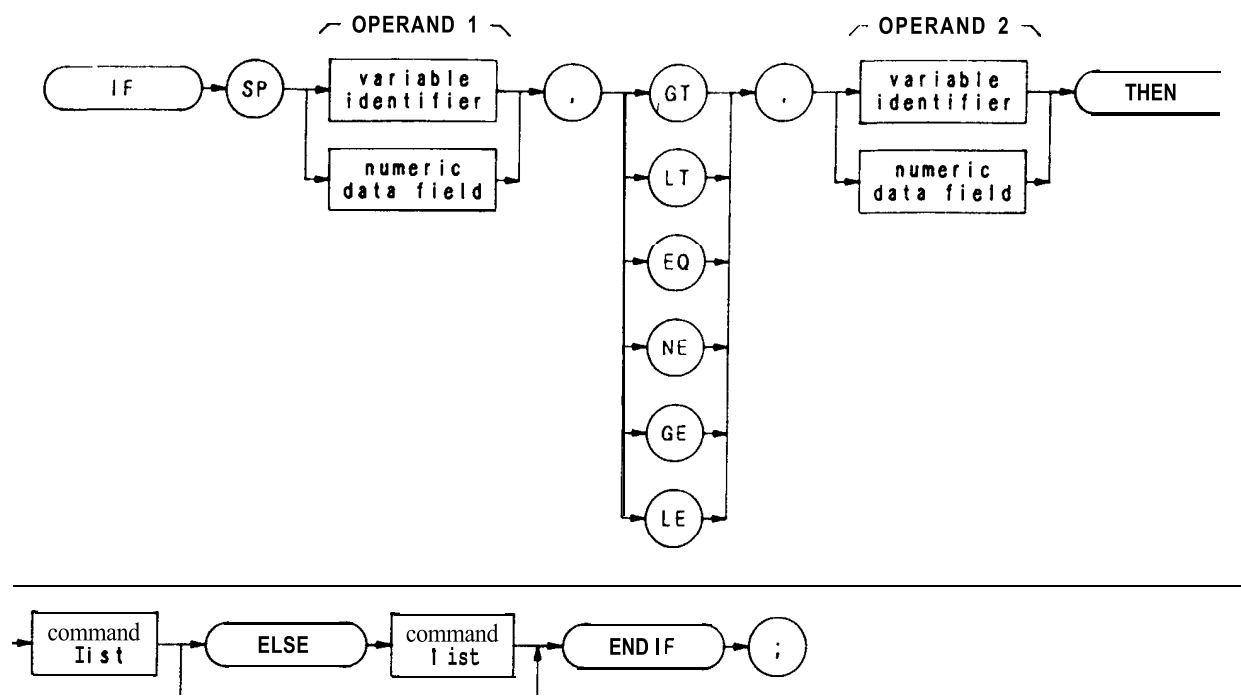 OPERAND 1
OPERAND 2
IF
SP
variable
identifier
numeric
data field
,
GT
LT
EQ
NE
GE
LE
,
variable
identifier
numeric
data field
THEN
command
list
ELSE
command
list
ENDIF
;